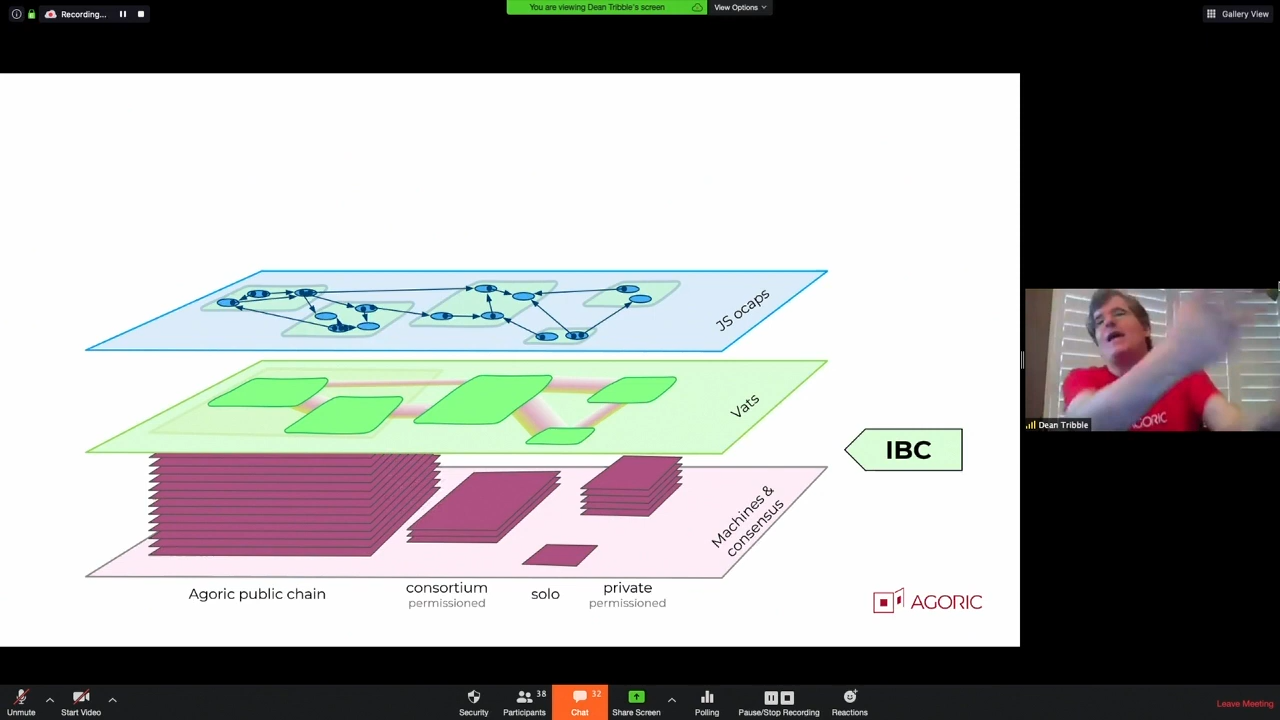 Recording...
You are viewing Dean Tribble's screen
View Options
Gallery View
JS ocaps
Vats
IBC
Machines &
consensus
Agoric public chain
consortium
permissioned
solo
private
permissioned
AGORIC
AGORIC
Dean Tribble
Unmute
Start Video
Security
38
Participants
32
Chat
Share Screen
Polling
Pause/Stop Recording
Reactions
Leave Meeting